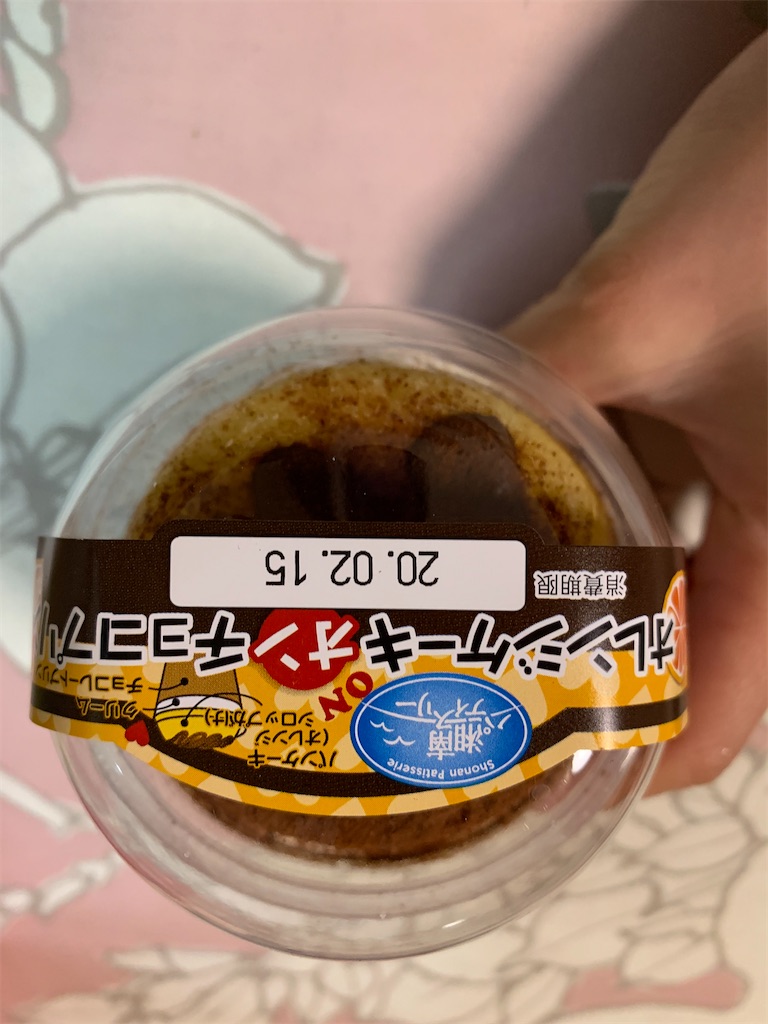 Shonan Patisserie
湘南
パティスリー
パンケーキ
(オレンジ
シロップがけ)
クリーム
チョコレートプリン
ON
オレンジケーキオンチョコプリ
消費期限
20. 02. 15